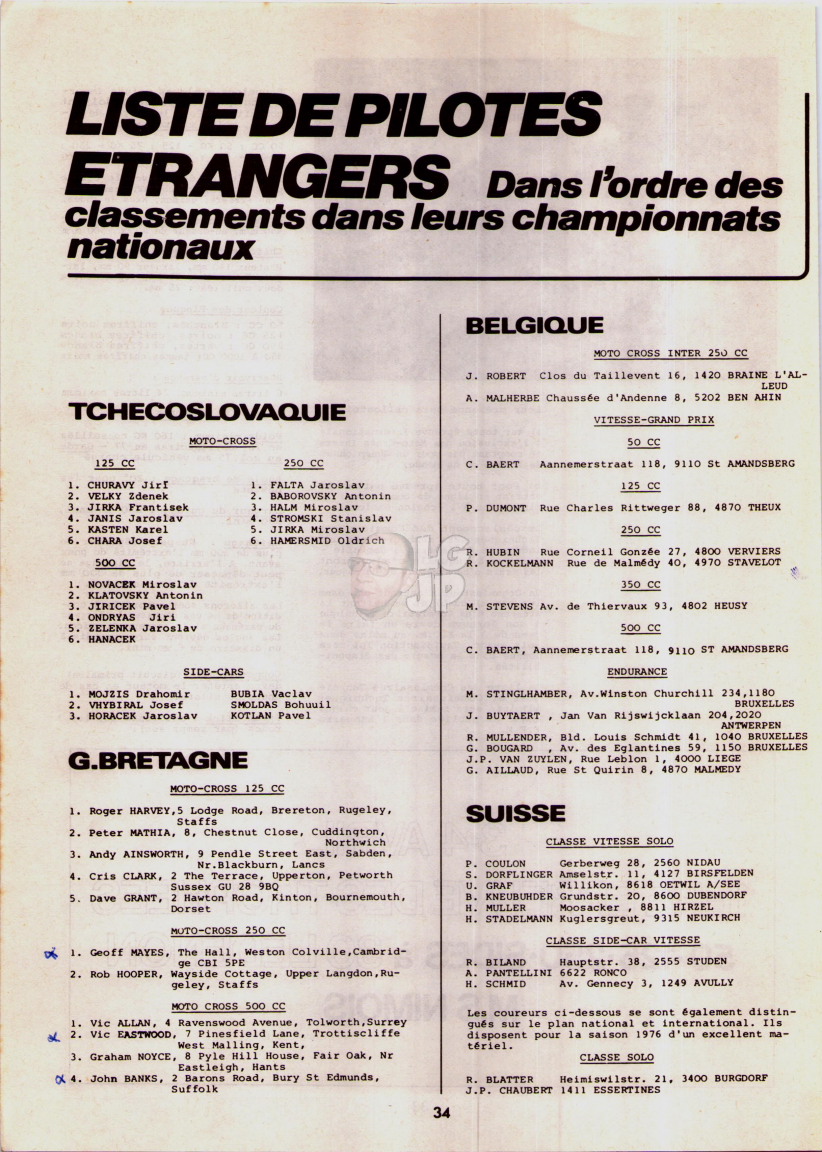 LISTE DE PILOTES
ETRANGERS Dans l'ordre des
classements dans leurs championnats
nationaux
TCHECOSLOVAQUIE
MOTO-CROSS
125 CC 250 CC
1. CHURAVY Jirī 1. FALTA Jaroslav
2. VELKY Zdenek 2. BABOROVSKY Antonin
3. JIRKA Frantisek 3. HALM Miroslav
4. JANIS Jaroslav 4. STROMSKI Stanislav
5. KASTEN Karel 5. JIRKA Miroslav
6. CHARA Josef 6. HAMERSMID Oldrich
500 CC
1. NOVACEK Miroslav
2. KLATOVSKY Antonin
3. JIRICEK Pavel
4. ONDRYAS Jiri
5. ZELENKA Jaroslav
6. HANACEK
SIDE-CARS
1. MOJZIS Drahomir BUBIA Vaclav
2. VHYBIRAL Josef SMOLDAS Bohuuil
3. HORACEK Jaroslav KOTLAN Pavel
G.BRETAGNE
MOTO-CROSS 125 CC
1. Roger HARVEY,5 Lodge Road, Brereton, Rugeley,
Staffs
2. Peter MATHIA, 8, Chestnut Close, Cuddington,
Northwich
3. Andy AINSWORTH, 9 Pendle Street East, Sabden,
Nr.Blackburn, Lancs
4. Cris CLARK, 2 The Terrace, Upperton, Petworth
Sussex GU 28 9BQ
5. Dave GRANT, 2 Hawton Road, Kinton, Bournemouth,
Dorset
MOTO-CROSS 250 CC
1. Geoff MAYES, The Hall, Weston Colville,Cambrid-
ge CBI 5PE
2. Rob HOOPER, Wayside Cottage, Upper Langdon,Ru-
geley, Staffs
MOTO CROSS 500 CC
1. Vic ALLAN, 4 Ravenswood Avenue, Tolworth,Surrey
2. Vic EASTWOOD, 7 Pinesfield Lane, Trottiscliffe
West Malling, Kent,
3. Graham NOYCE, 8 Pyle Hill House, Fair Oak, Nr
Eastleigh, Hants
4. John BANKS, 2 Barons Road, Bury St Edmunds,
Suffolk
BELGIQUE
MOTO CROSS INTER 250 CC
J. ROBERT Clos du Taillevent 16, 1420 BRAINE L'AL-
LEUD
A. MALHERBE Chaussée d'Andenne 8, 5202 BEN AHIN
VITESSE-GRAND PRIX
50 CC
C. BAERT Aannemerstraat 118, 9110 St AMANDSBERG
125 CC
P. DUMONT Rue Charles Rittweger 88, 4870 THEUX
250 CC
R. HUBIN Rue Corneil Gonzée 27, 4800 VERVIERS
R. KOCKELMANN Rue de Malmédy 40, 4970 STAVELOT
350 CC
M. STEVENS Av. de Thiervaux 93, 4802 HEUSY
500 CC
C. BAERT, Aannemerstraat 118, 9110 ST AMANDSBERG
ENDURANCE
M. STINGLHAMBER, Av.Winston Churchill 234,1180
BRUXELLES
J. BUYTAERT , Jan Van Rijswijcklaan 204,2020
ANTWERPEN
R. MULLENDER, Bld. Louis Schmidt 41, 1040 BRUXELLES
G. BOUGARD , Av. des Eglantines 59, 1150 BRUXELLES
J.P. VAN ZUYLEN, Rue Leblon 1, 4000 LIEGE
G. AILLAUD, Rue St Quirin 8, 4870 MALMEDY
SUISSE
CLASSE VITESSE SOLO
P. COULON Gerberweg 28, 2560 NIDAU
S. DORFLINGER Amselstr. 11, 4127 BIRSFELDEN
U. GRAF Willikon, 8618 OETWIL A/SEE
B. KNEUBUHDER Grundstr. 20, 8600 DUBENDORF
H. MULLER Moosacker , 8811 HIRZEL
H. STADELMANN Kuglersgreut, 9315 NEUKIRCH
CLASSE SIDE-CAR VITESSE
R. BILAND Hauptstr. 38, 2555 STUDEN
A. PANTELLINI 6622 RONCO
H. SCHMID Av. Gennecy 3, 1249 AVULLY
Les coureurs ci-dessous se sont également distin-
gués sur le plan national et international. Ils
disposent pour la saison 1976 d'un excellent ma-
tériel.
CLASSE SOLO
R. BLATTER Heimiswilstr. 21, 3400 BURGDORF
J.P. CHAUBERT 1411 ESSERTINES
34
LG
JP